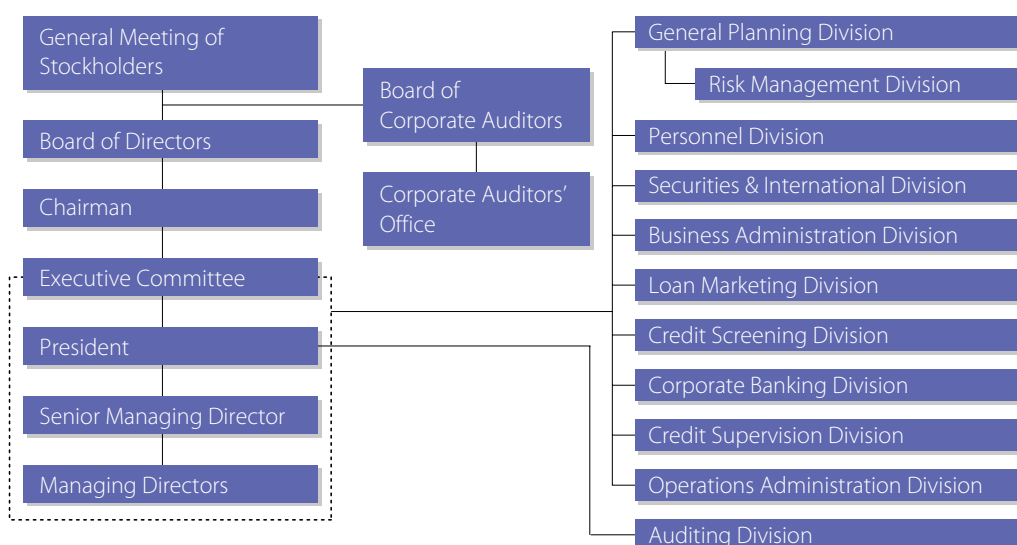 General Meeting of
Stockholders
Board of Directors
Chairman
Executive Committee
President
Senior Managing Director
Managing Directors
Board of
Corporate Auditors
Corporate Auditors’
Office
General Planning Division
Risk Management Division
Personnel Division
Securities & International Division
Business Administration Division
Loan Marketing Division
Credit Screening Division
Corporate Banking Division
Credit Supervision Division
Operations Administration Division
Auditing Division